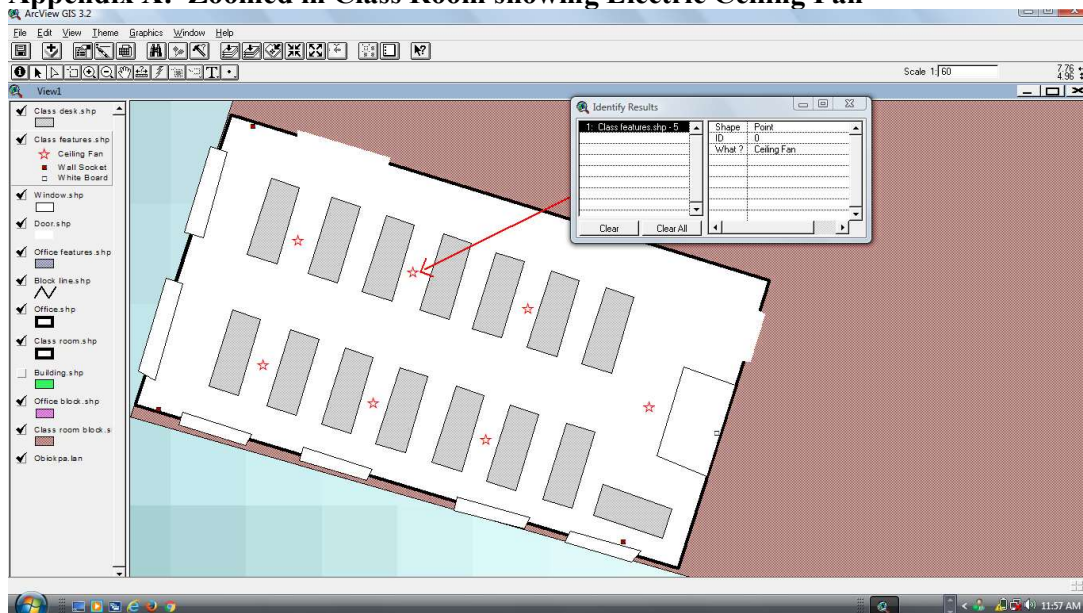 Appendix A: Zoomed in Class Room showing Electric Ceiling Fan
ArcView GIS 3.2
File Edit View Theme Graphics Window Help
Scale 1: 60
7.76
4.96
View1
Class desk.shp
Class features.shp
Ceiling Fan
Wall Socket
White Board
Window.shp
Door.shp
Office features.shp
Block line.shp
Office.shp
Class room.shp
Building.shp
Office block.shp
Class room block.s
Obiokpa.lan
Identify Results
1: Class features.shp - 5
Shape Point
ID 0
What ? Ceiling Fan
Clear Clear All
11:57 AM